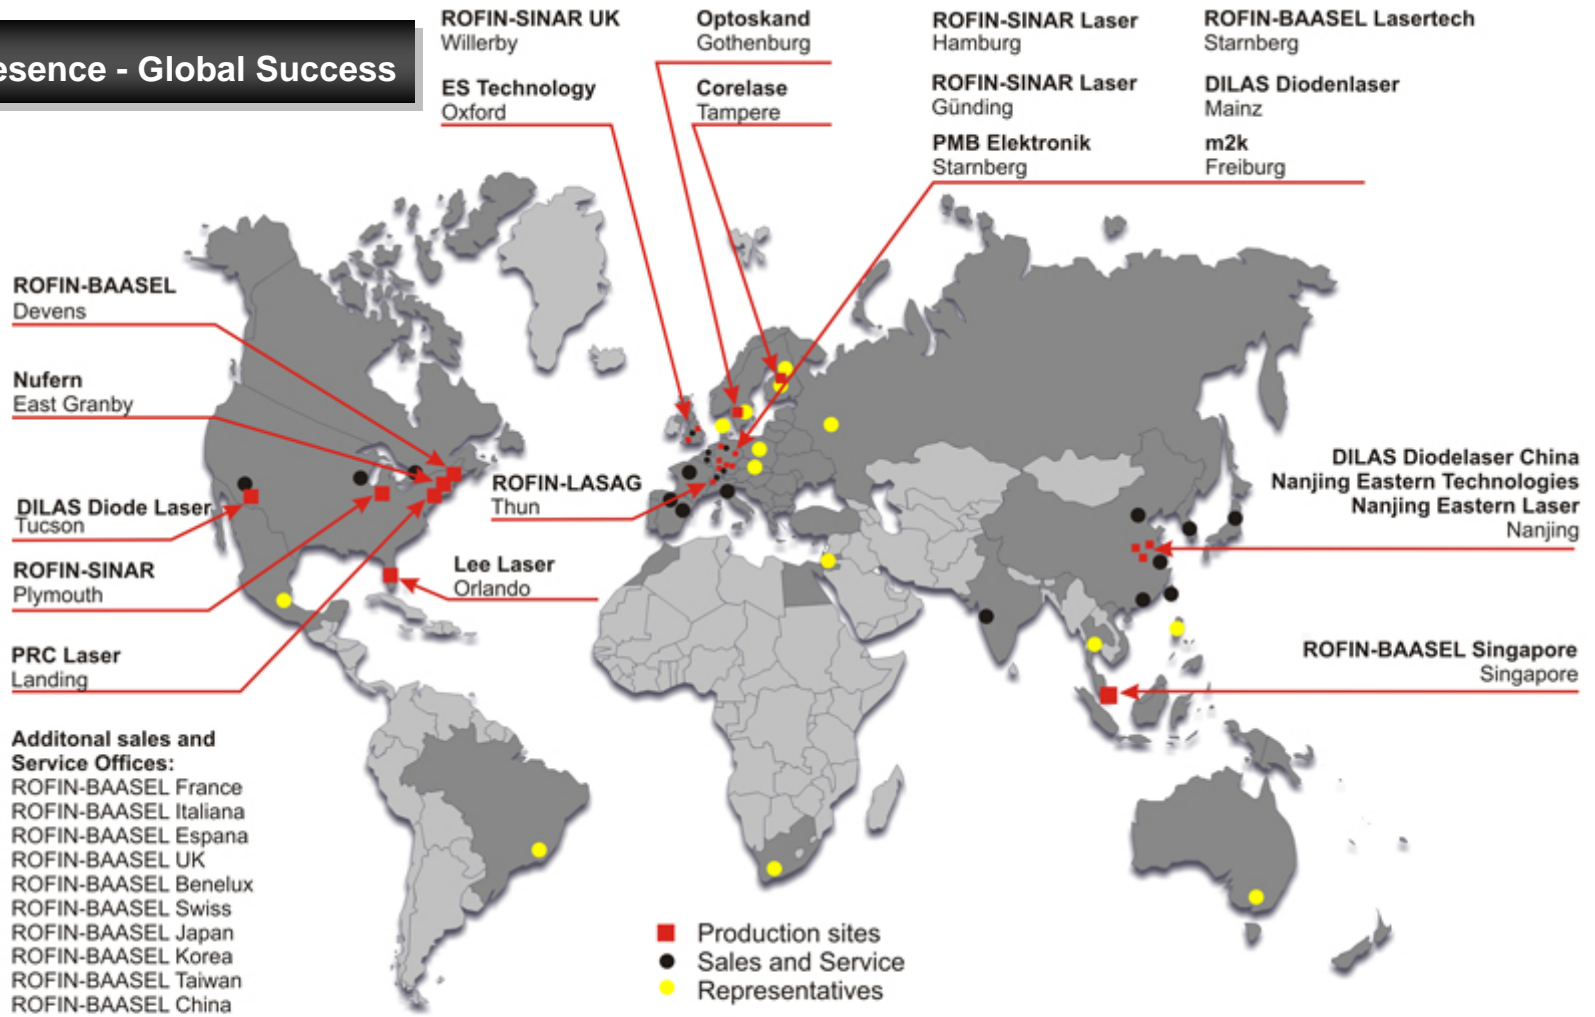 esence - Global Success
ROFIN-SINAR UK
Willerby
ES Technology
Oxford
Optoskand
Gothenburg
Corelase
Tampere
ROFIN-SINAR Laser
Hamburg
ROFIN-SINAR Laser
Günding
PMB Elektronik
Starnberg
ROFIN-BAASEL Lasertech
Starnberg
DILAS Diodenlaser
Mainz
m2k
Freiburg
ROFIN-BAASEL
Devens
Nufern
East Granby
DILAS Diode Laser
Tucson
ROFIN-SINAR
Plymouth
PRC Laser
Landing
Lee Laser
Orlando
ROFIN-LASAG
Thun
DILAS Diodelaser China
Nanjing Eastern Technologies
Nanjing Eastern Laser
Nanjing
ROFIN-BAASEL Singapore
Singapore
Additonal sales and
Service Offices:
ROFIN-BAASEL France
ROFIN-BAASEL Italiana
ROFIN-BAASEL Espana
ROFIN-BAASEL UK
ROFIN-BAASEL Benelux
ROFIN-BAASEL Swiss
ROFIN-BAASEL Japan
ROFIN-BAASEL Korea
ROFIN-BAASEL Taiwan
ROFIN-BAASEL China
Production sites
Sales and Service
Representatives